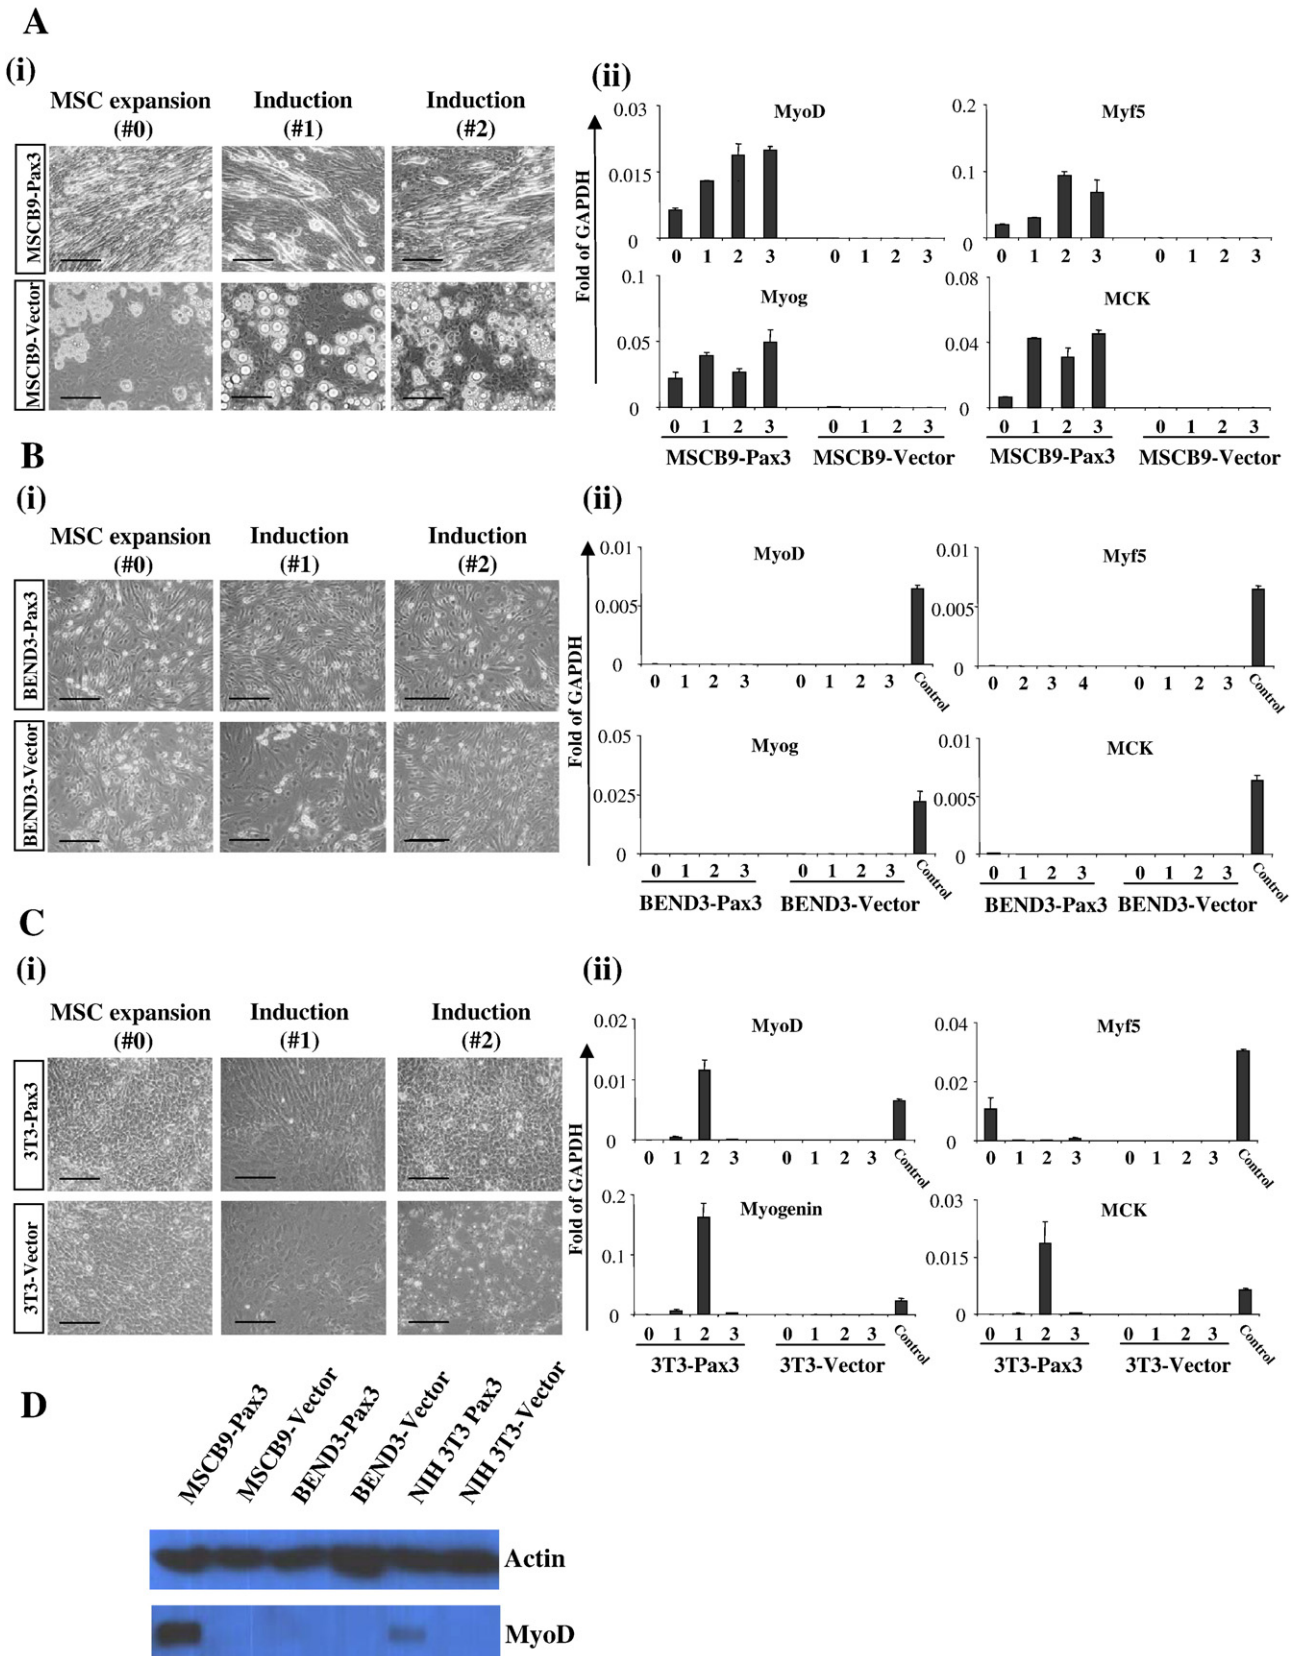 A
(i)
MSC expansion (#0)
Induction (#1)
Induction (#2)
MSCB9-Pax3
MSCB9-Vector
(ii)
Fold of GAPDH
MyoD
0.03
0.015
0
0 1 2 3 0 1 2 3
Myf5
0.2
0.1
0
0 1 2 3 0 1 2 3
Myog
0.1
0.05
0
0 1 2 3 0 1 2 3
MSCB9-Pax3 MSCB9-Vector
MCK
0.08
0.04
0
0 1 2 3 0 1 2 3
MSCB9-Pax3 MSCB9-Vector
B
(i)
MSC expansion (#0)
Induction (#1)
Induction (#2)
BEND3-Pax3
BEND3-Vector
(ii)
Fold of GAPDH
MyoD
0.01
0.005
0
0 1 2 3 0 1 2 3 Control
Myf5
0.01
0.005
0
0 2 3 4 0 1 2 3 Control
Myog
0.05
0.025
0
0 1 2 3 0 1 2 3 Control
BEND3-Pax3 BEND3-Vector
MCK
0.01
0.005
0
0 1 2 3 0 1 2 3 Control
BEND3-Pax3 BEND3-Vector
C
(i)
MSC expansion (#0)
Induction (#1)
Induction (#2)
3T3-Pax3
3T3-Vector
(ii)
Fold of GAPDH
MyoD
0.02
0.01
0
0 1 2 3 0 1 2 3 Control
Myf5
0.04
0.02
0
0 1 2 3 0 1 2 3 Control
Myogenin
0.2
0.1
0
0 1 2 3 0 1 2 3 Control
3T3-Pax3 3T3-Vector
MCK
0.03
0.015
0
0 1 2 3 0 1 2 3 Control
3T3-Pax3 3T3-Vector
D
MSCB9-Pax3
MSCB9-Vector
BEND3-Pax3
BEND3-Vector
NIH 3T3 Pax3
NIH 3T3-Vector
Actin
MyoD